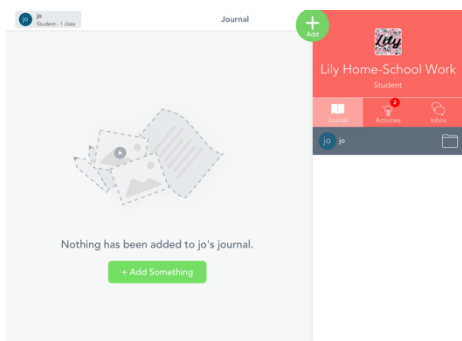 jo
jo
Student - 1 class
Journal
Add
Lily
Lily Home-School Work
Student
Journal
2
Activities
Inbox
jo
jo
Nothing has been added to jo's journal.
+ Add Something